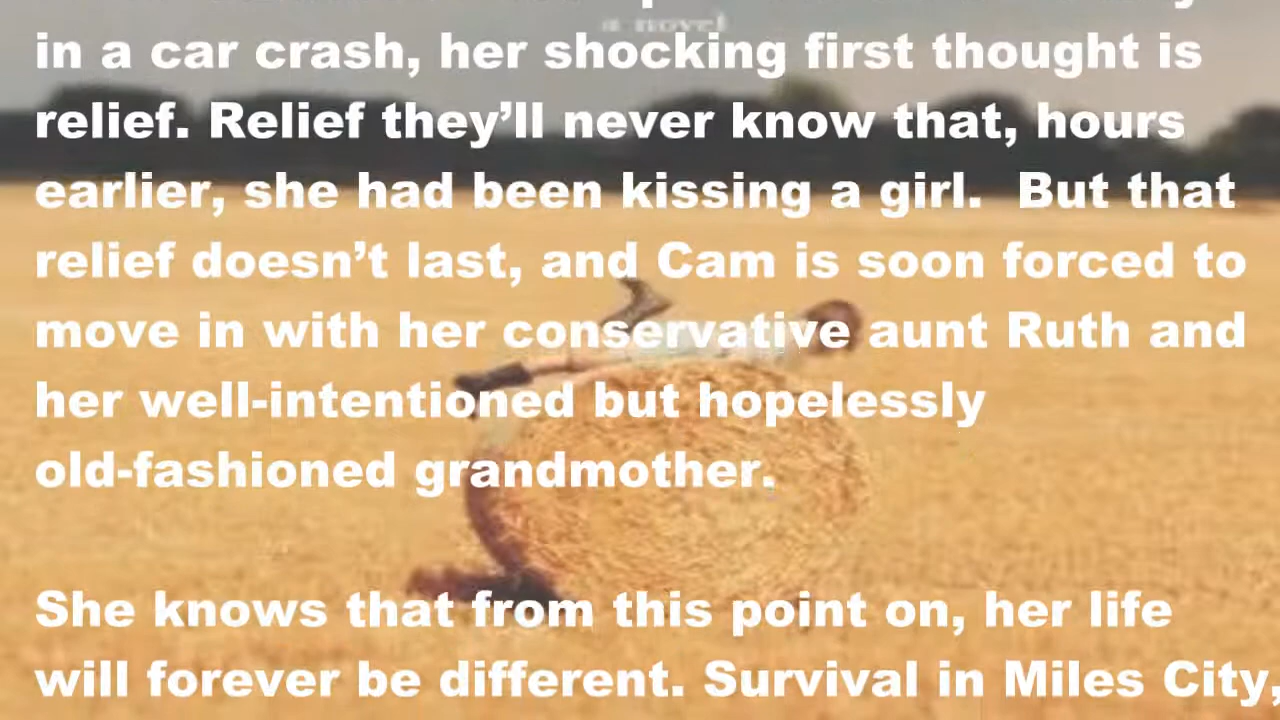 a novel
in a car crash, her shocking first thought is
relief. Relief they’ll never know that, hours
earlier, she had been kissing a girl.  But that
relief doesn’t last, and Cam is soon forced to
move in with her conservative aunt Ruth and
her well-intentioned but hopelessly
old-fashioned grandmother.
She knows that from this point on, her life
will forever be different. Survival in Miles City,